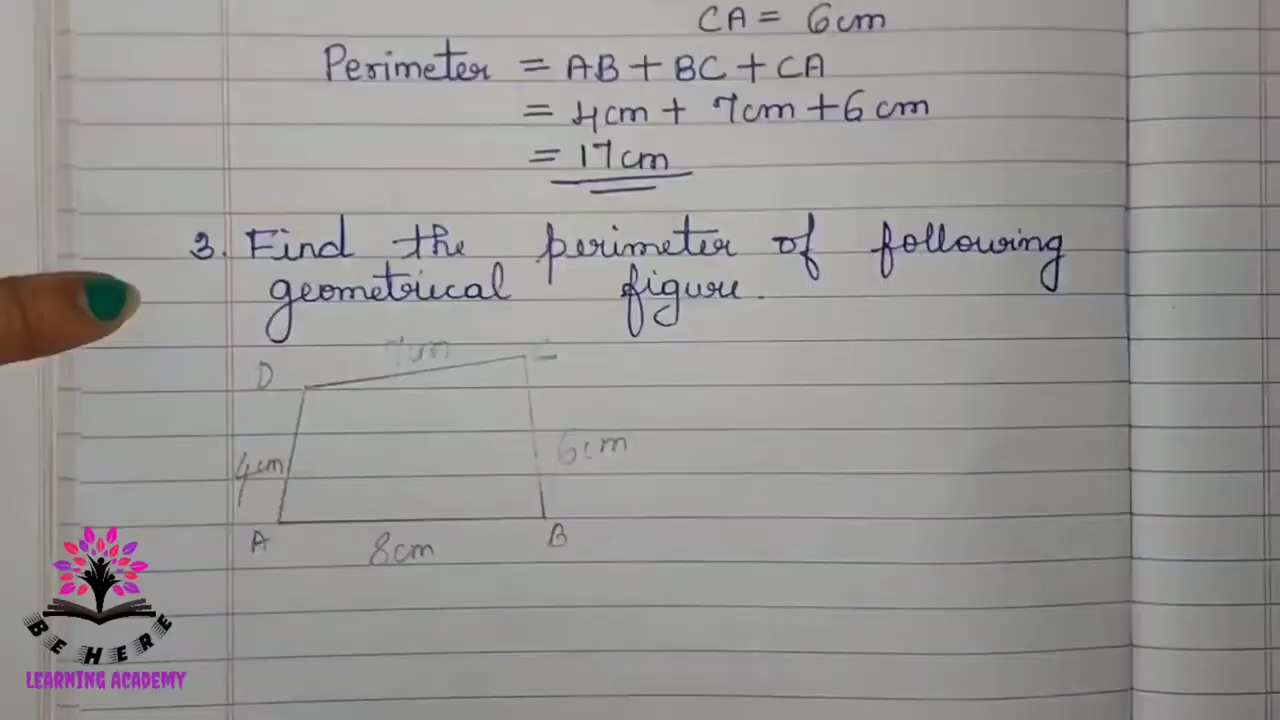 CA = 6cm
Perimeter = AB + BC + CA
= 4cm + 7cm + 6cm
= 17cm
3. Find the perimeter of following
geometrical figure.
D
4cm
6cm
A
8cm
B
BE HERE
LEARNING ACADEMY